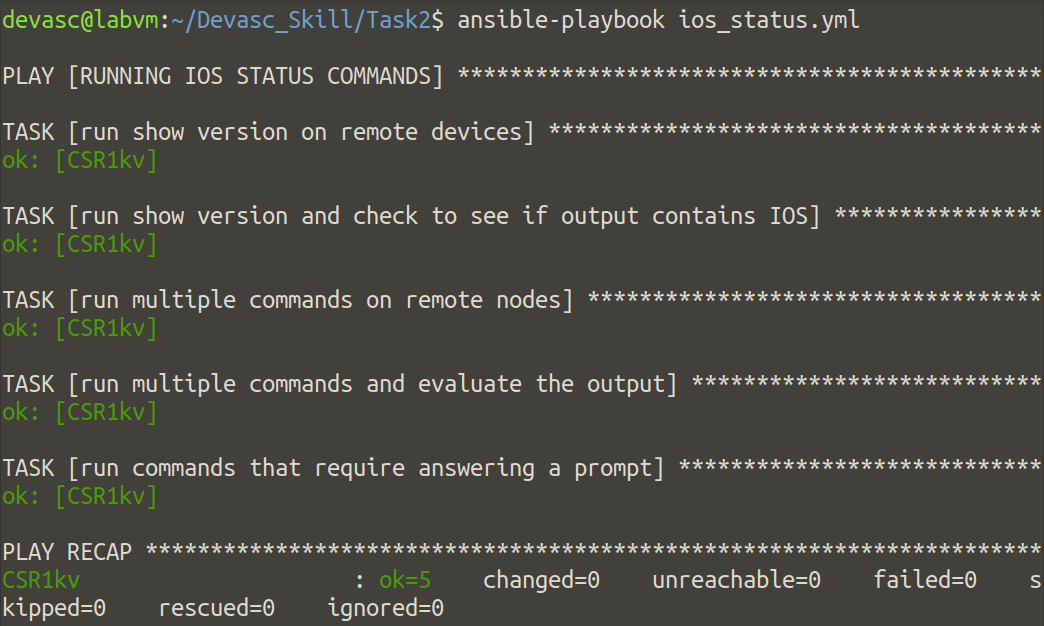 devasc@labvm:~/Devasc_Skill/Task2$ ansible-playbook ios_status.yml
PLAY [RUNNING IOS STATUS COMMANDS] *********************************************
TASK [run show version on remote devices] **************************************
ok: [CSR1kv]
TASK [run show version and check to see if output contains IOS] ****************
ok: [CSR1kv]
TASK [run multiple commands on remote nodes] ***********************************
ok: [CSR1kv]
TASK [run multiple commands and evaluate the output] ***************************
ok: [CSR1kv]
TASK [run commands that require answering a prompt] ****************************
ok: [CSR1kv]
PLAY RECAP *********************************************************************
CSR1kv                     : ok=5    changed=0    unreachable=0    failed=0    s
kipped=0    rescued=0    ignored=0